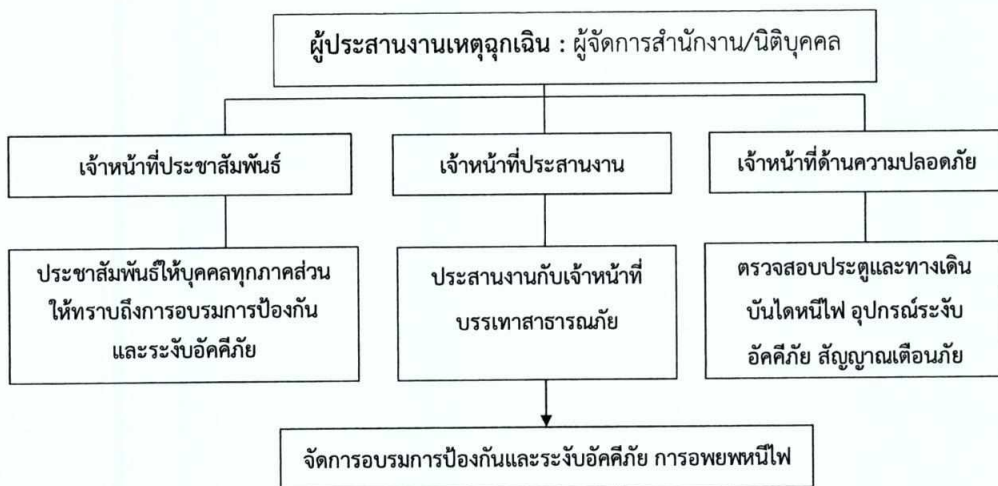 ผู้ประสานงานเหตุฉุกเฉิน : ผู้จัดการสำนักงาน/นิติบุคคล
เจ้าหน้าที่ประชาสัมพันธ์
เจ้าหน้าที่ประสานงาน
เจ้าหน้าที่ด้านความปลอดภัย
ประชาสัมพันธ์ให้บุคคลทุกภาคส่วน
ให้ทราบถึงการอบรมการป้องกัน
และระงับอัคคีภัย
ประสานงานกับเจ้าหน้าที่
บรรเทาสาธารณภัย
ตรวจสอบประตูและทางเดิน
บันไดหนีไฟ อุปกรณ์ระงับ
อัคคีภัย สัญญาณเตือนภัย
จัดการอบรมการป้องกันและระงับอัคคีภัย การอพยพหนีไฟ